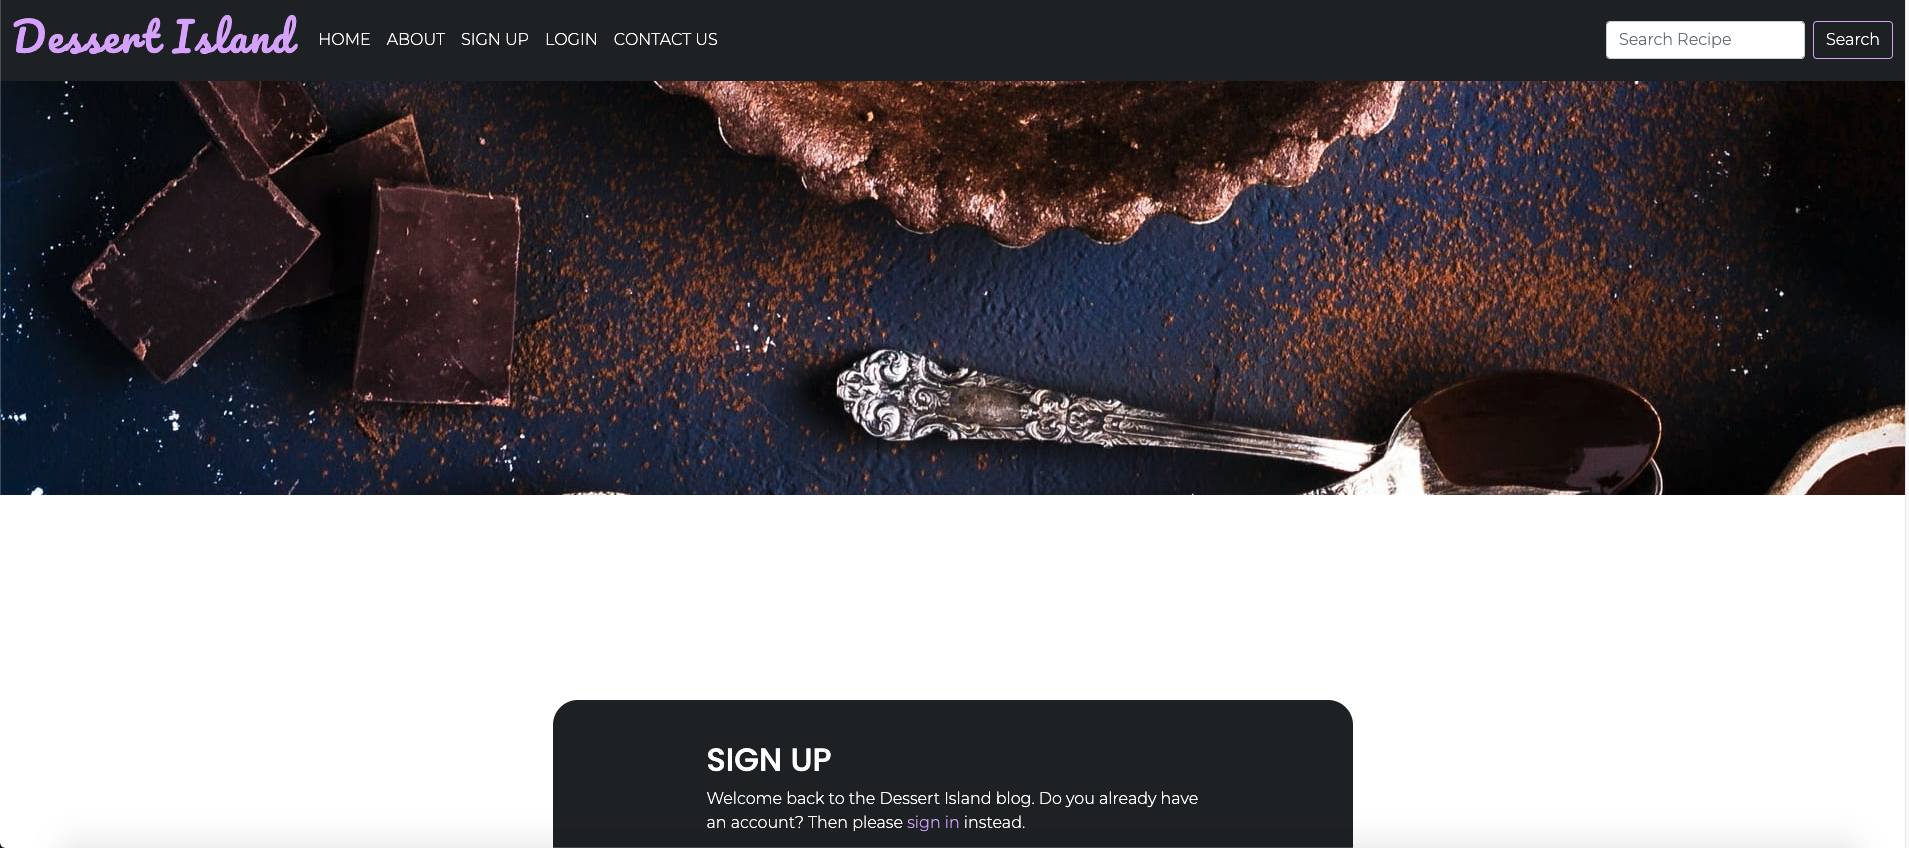 Dessert Island HOME ABOUT SIGN UP LOGIN CONTACT US Search Recipe Search
SIGN UP
Welcome back to the Dessert Island blog. Do you already have
an account? Then please sign in instead.